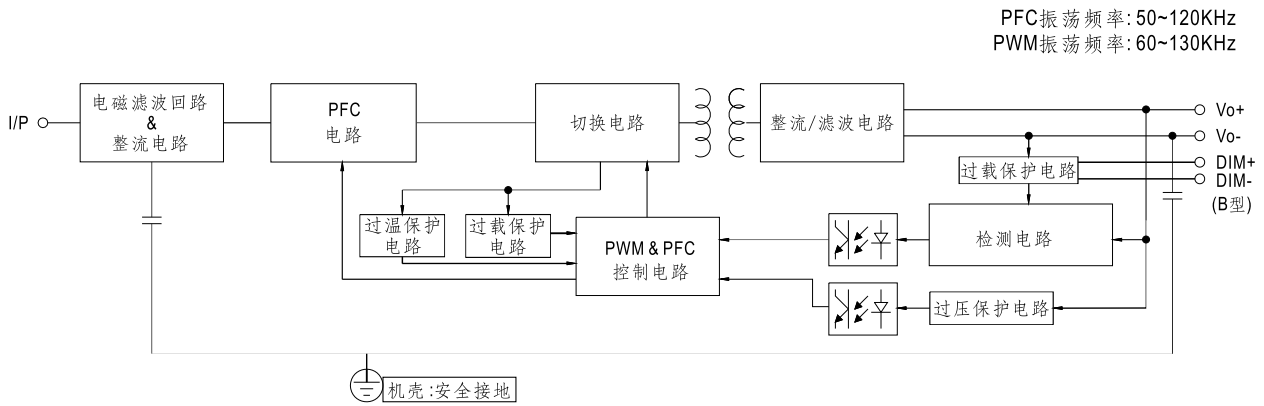 PFC振荡频率: 50~120KHz
PWM振荡频率: 60~130KHz
I/P
电磁滤波回路
&
整流电路
PFC
电路
切换电路
整流/滤波电路
Vo+
Vo-
DIM+
DIM-
(B型)
过载保护电路
过温保护
电路
过载保护
电路
PWM & PFC
控制电路
检测电路
过压保护电路
机壳:安全接地